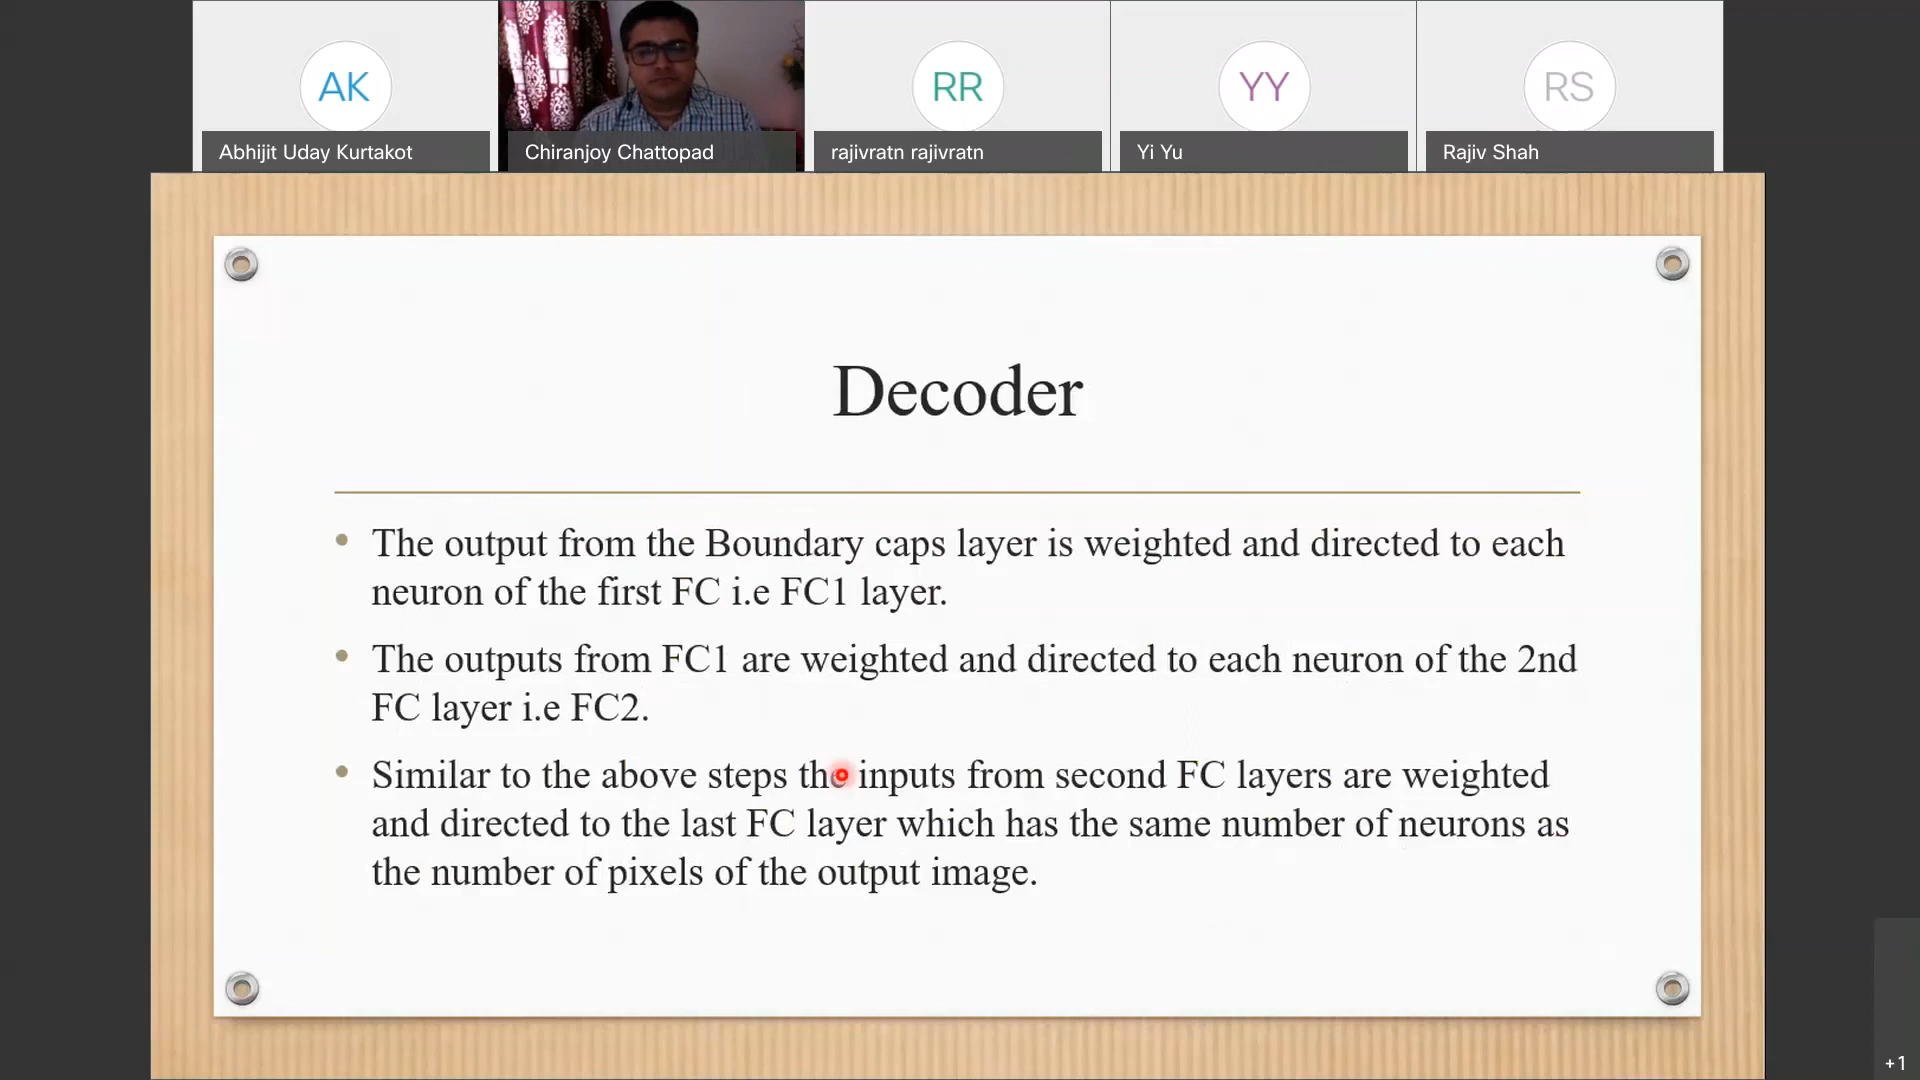 AK
RR
YY
RS
Abhijit Uday Kurtakot
Chiranjoy Chattopad
rajivratn rajivratn
Yi Yu
Rajiv Shah
Decoder
• The output from the Boundary caps layer is weighted and directed to each
neuron of the first FC i.e FC1 layer.
• The outputs from FC1 are weighted and directed to each neuron of the 2nd
FC layer i.e FC2.
• Similar to the above steps the inputs from second FC layers are weighted
and directed to the last FC layer which has the same number of neurons as
the number of pixels of the output image.
+1